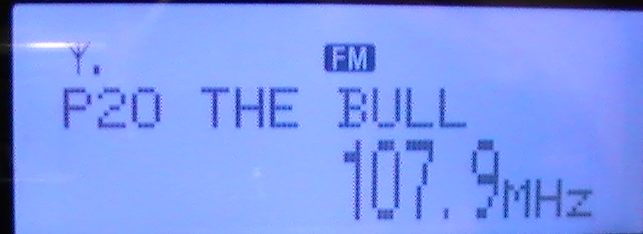 FM
P20 THE BULL
107.9MHz